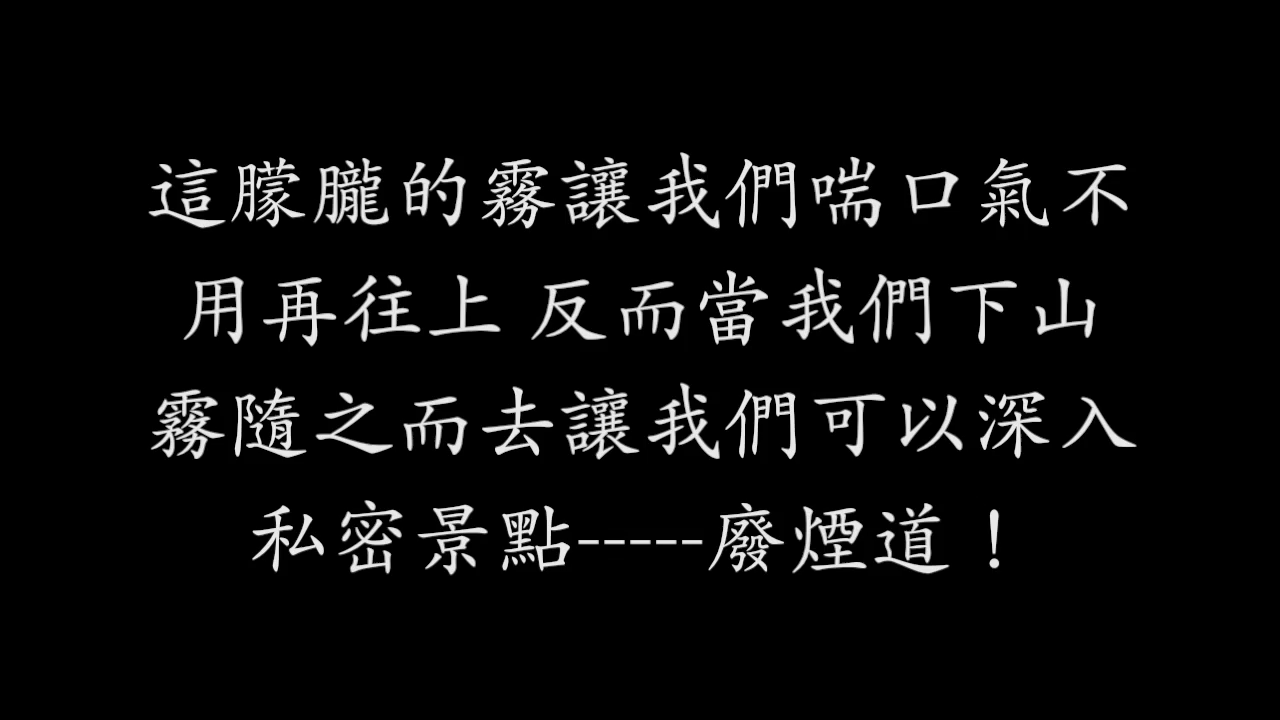 這朦朧的霧讓我們喘口氣不
用再往上 反而當我們下山
霧隨之而去讓我們可以深入
私密景點-----廢煙道！